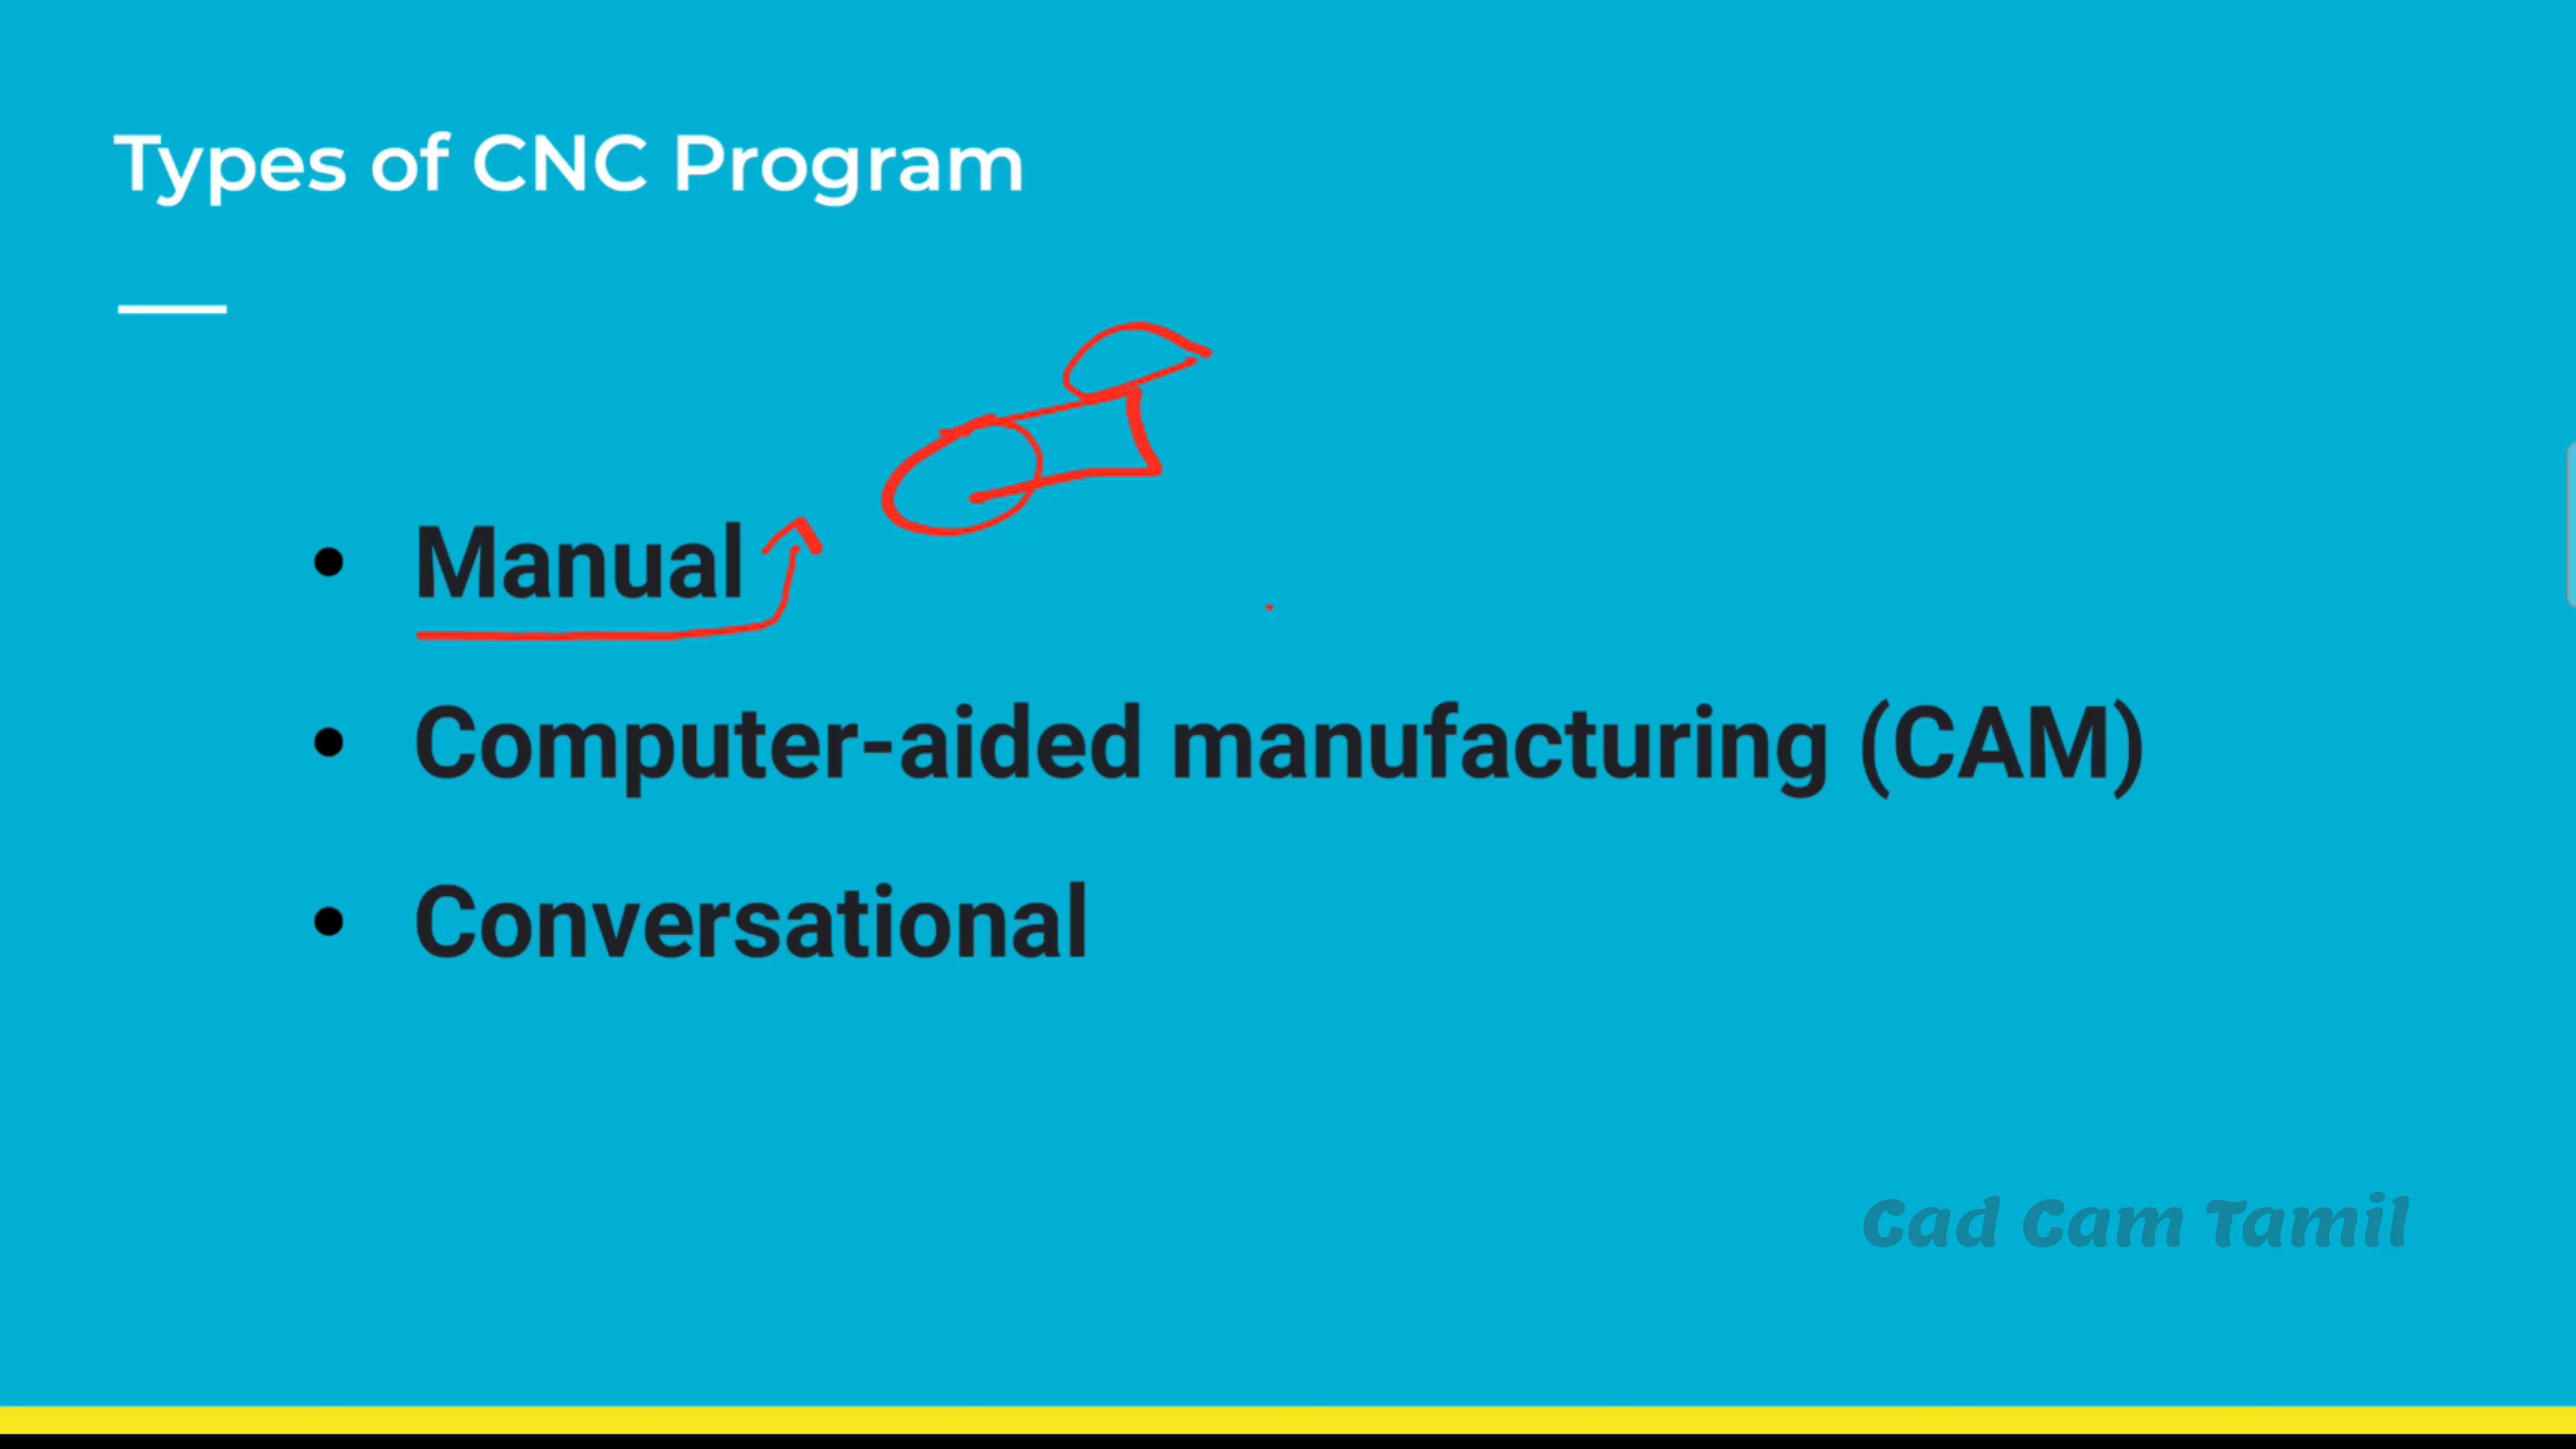 Types of CNC Program
Manual
Computer-aided manufacturing (CAM)
Conversational
Cad Cam Tamil